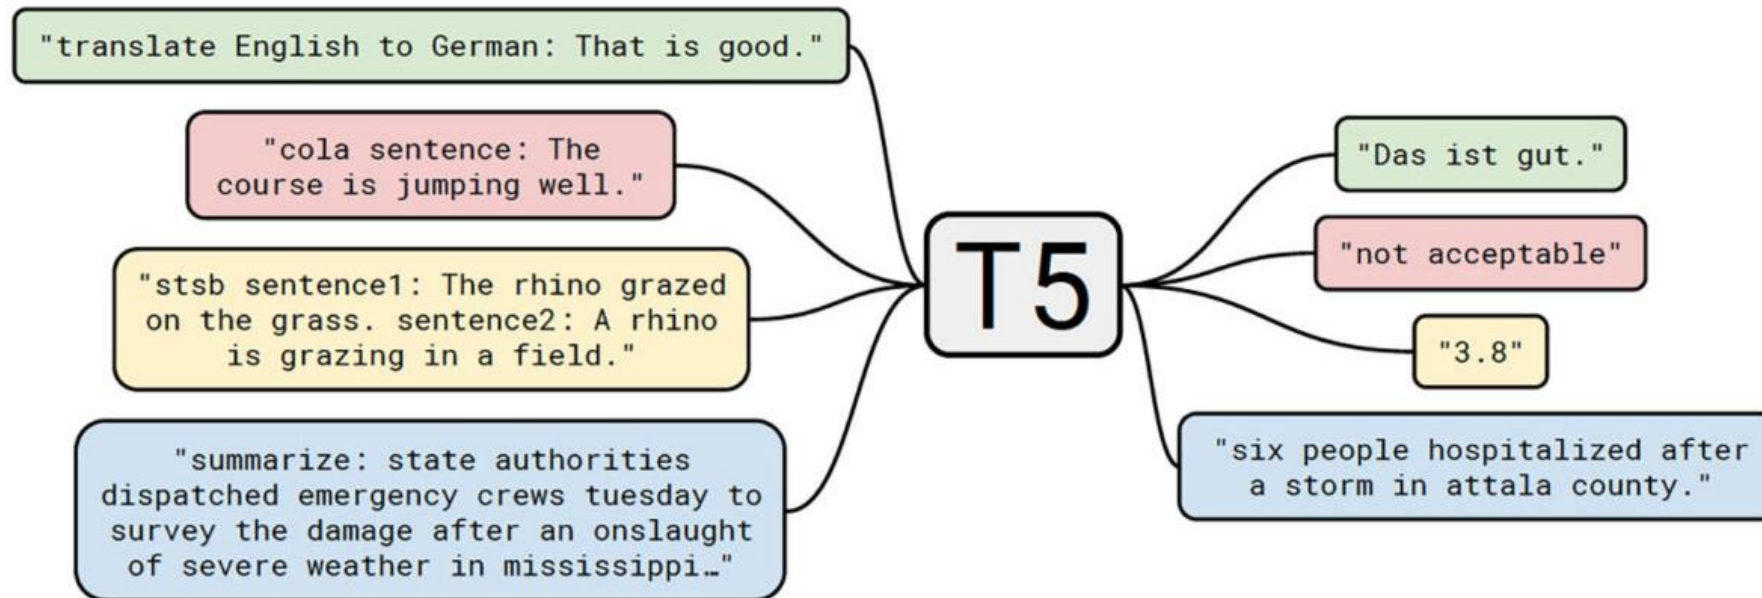 "translate English to German: That is good."
"cola sentence: The
course is jumping well."
"stsb sentence1: The rhino grazed
on the grass. sentence2: A rhino
is grazing in a field."
"summarize: state authorities
dispatched emergency crews tuesday to
survey the damage after an onslaught
of severe weather in mississippi…"
T5
"Das ist gut."
"not acceptable"
"3.8"
"six people hospitalized after
a storm in attala county."